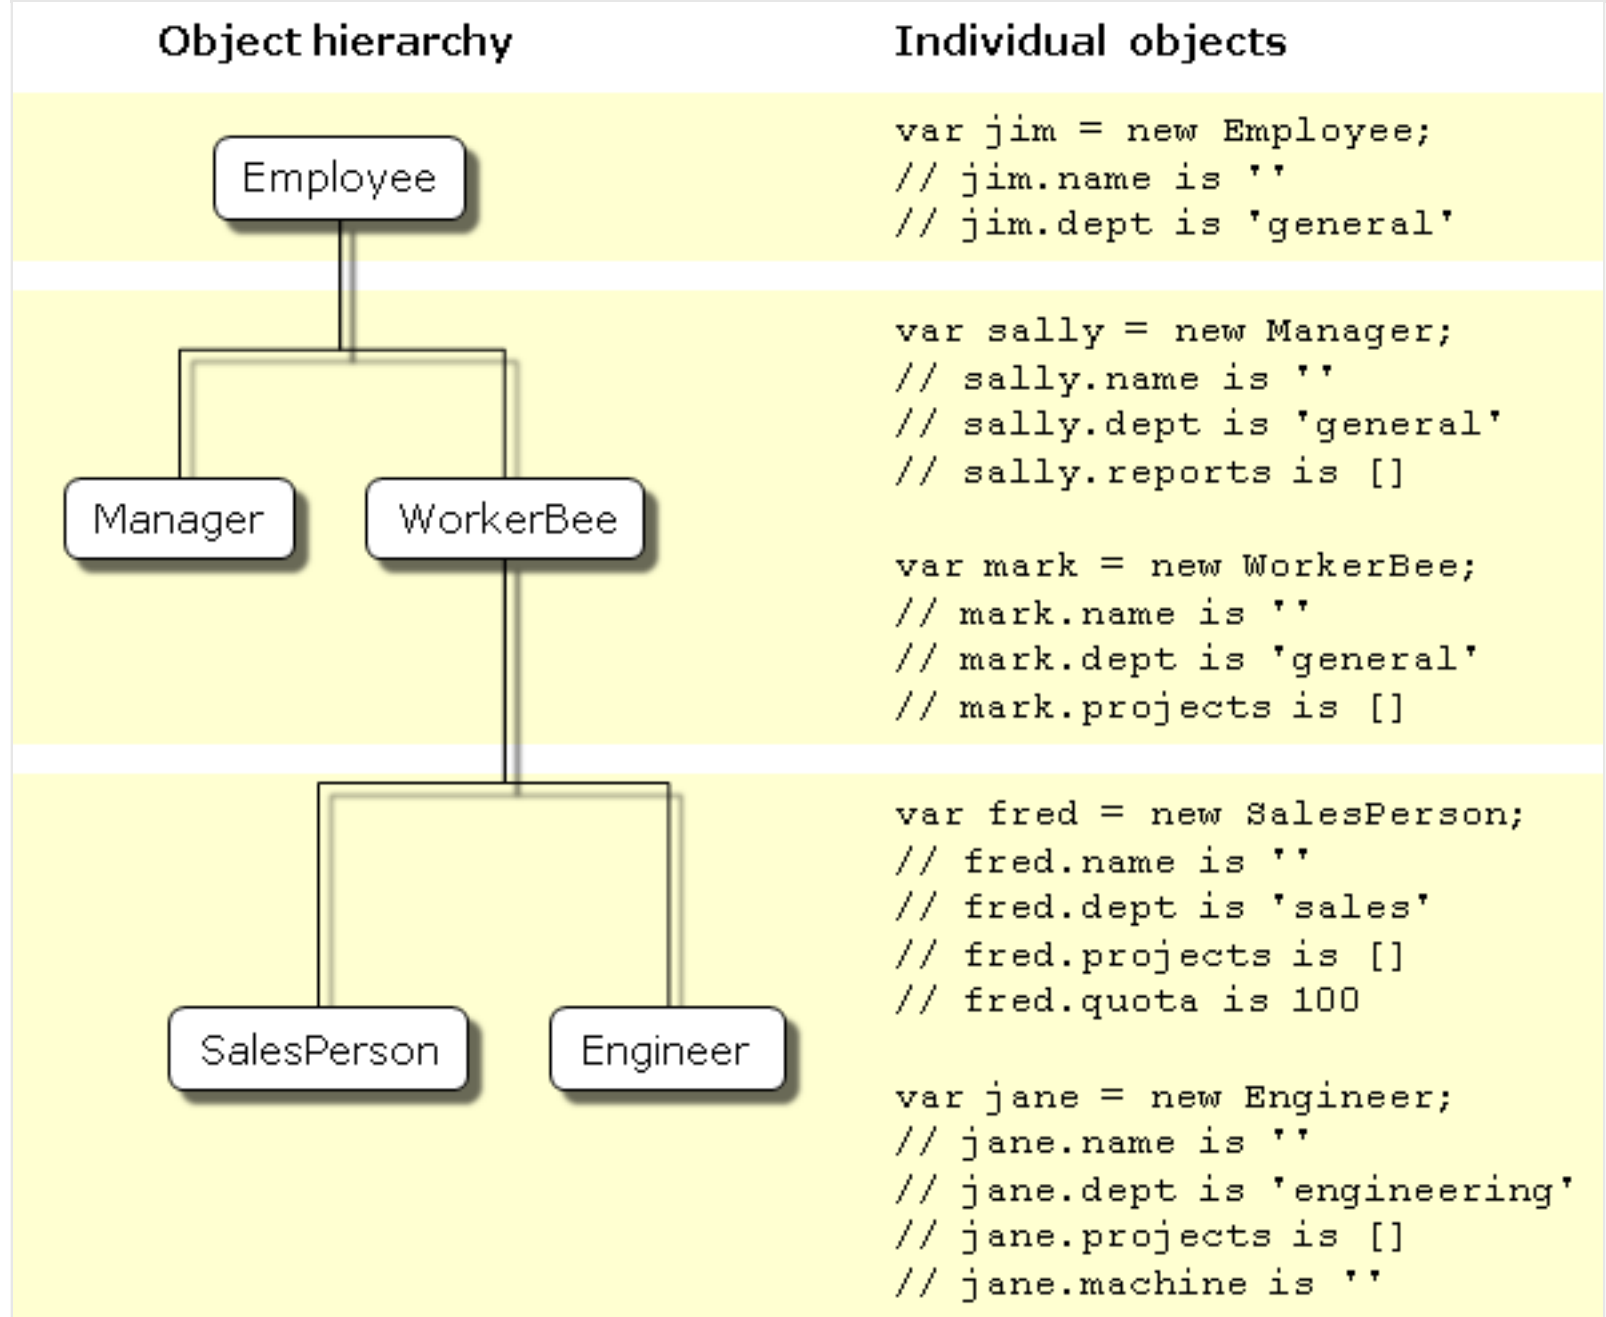 Object hierarchy
Individual objects
Employee
var jim = new Employee;
// jim.name is ''
// jim.dept is 'general'
Manager
WorkerBee
var sally = new Manager;
// sally.name is ''
// sally.dept is 'general'
// sally.reports is []
var mark = new WorkerBee;
// mark.name is ''
// mark.dept is 'general'
// mark.projects is []
SalesPerson
Engineer
var fred = new SalesPerson;
// fred.name is ''
// fred.dept is 'sales'
// fred.projects is []
// fred.quota is 100
var jane = new Engineer;
// jane.name is ''
// jane.dept is 'engineering'
// jane.projects is []
// jane.machine is ''